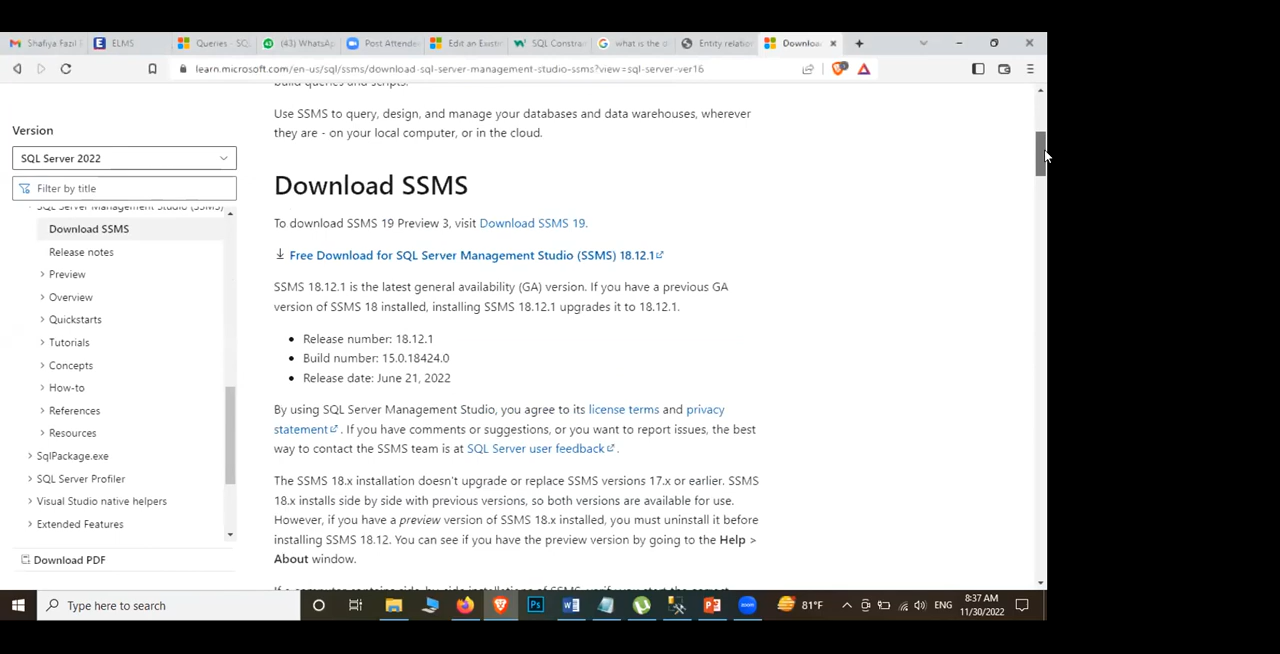 Shafiya Fazil
ELMS
Queries - SQ
(43) WhatsA
Post Attende
Edit an Exist
SQL Constra
what is the d
Entity relatio
Downloa
learn.microsoft.com/en-us/sql/ssms/download-sql-server-management-studio-ssms?view=sql-server-ver16
Version
SQL Server 2022
Filter by title
SQL Server Management Studio (SSMS)
Download SSMS
Release notes
Preview
Overview
Quickstarts
Tutorials
Concepts
How-to
References
Resources
SqlPackage.exe
SQL Server Profiler
Visual Studio native helpers
Extended Features
Download PDF
build queries and scripts.
Use SSMS to query, design, and manage your databases and data warehouses, wherever
they are - on your local computer, or in the cloud.
Download SSMS
To download SSMS 19 Preview 3, visit Download SSMS 19.
Free Download for SQL Server Management Studio (SSMS) 18.12.1
SSMS 18.12.1 is the latest general availability (GA) version. If you have a previous GA
version of SSMS 18 installed, installing SSMS 18.12.1 upgrades it to 18.12.1.
• Release number: 18.12.1
• Build number: 15.0.18424.0
• Release date: June 21, 2022
By using SQL Server Management Studio, you agree to its license terms and privacy
statement. If you have comments or suggestions, or you want to report issues, the best
way to contact the SSMS team is at SQL Server user feedback.
The SSMS 18.x installation doesn't upgrade or replace SSMS versions 17.x or earlier. SSMS
18.x installs side by side with previous versions, so both versions are available for use.
However, if you have a preview version of SSMS 18.x installed, you must uninstall it before
installing SSMS 18.12. You can see if you have the preview version by going to the Help >
About window.
Type here to search
81°F
ENG
8:37 AM
11/30/2022